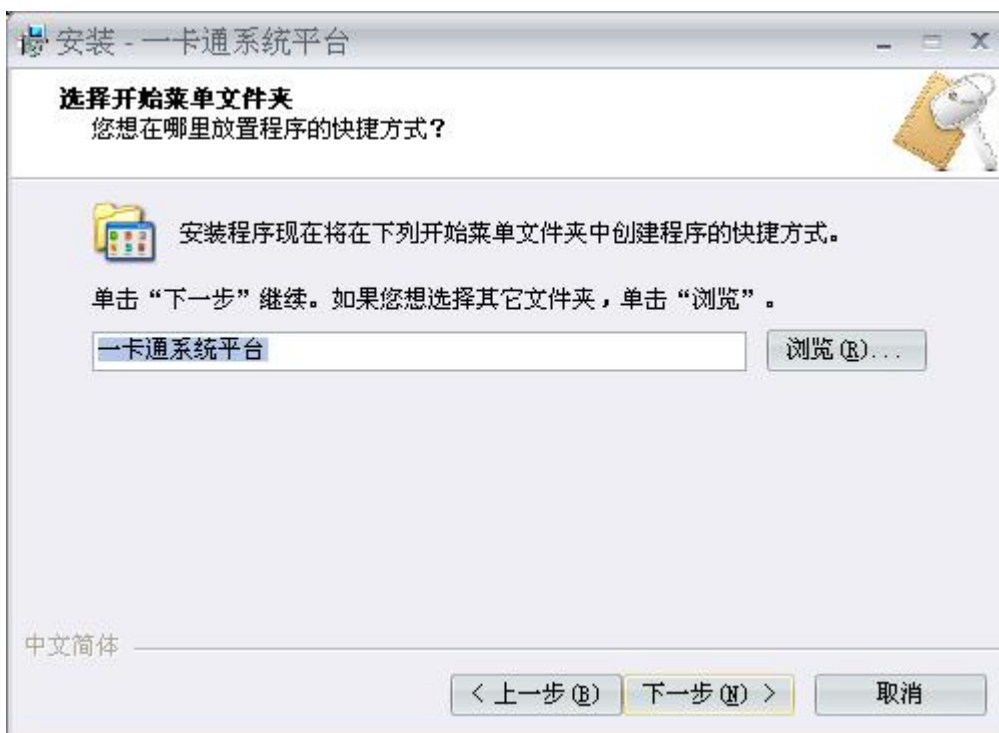 安装 - 一卡通系统平台
选择开始菜单文件夹
您想在哪里放置程序的快捷方式?
安装程序现在将在下列开始菜单文件夹中创建程序的快捷方式。
单击“下一步”继续。如果您想选择其它文件夹,单击“浏览”。
一卡通系统平台
浏览(R)...
中文简体
< 上一步(B)
下一步(N) >
取消